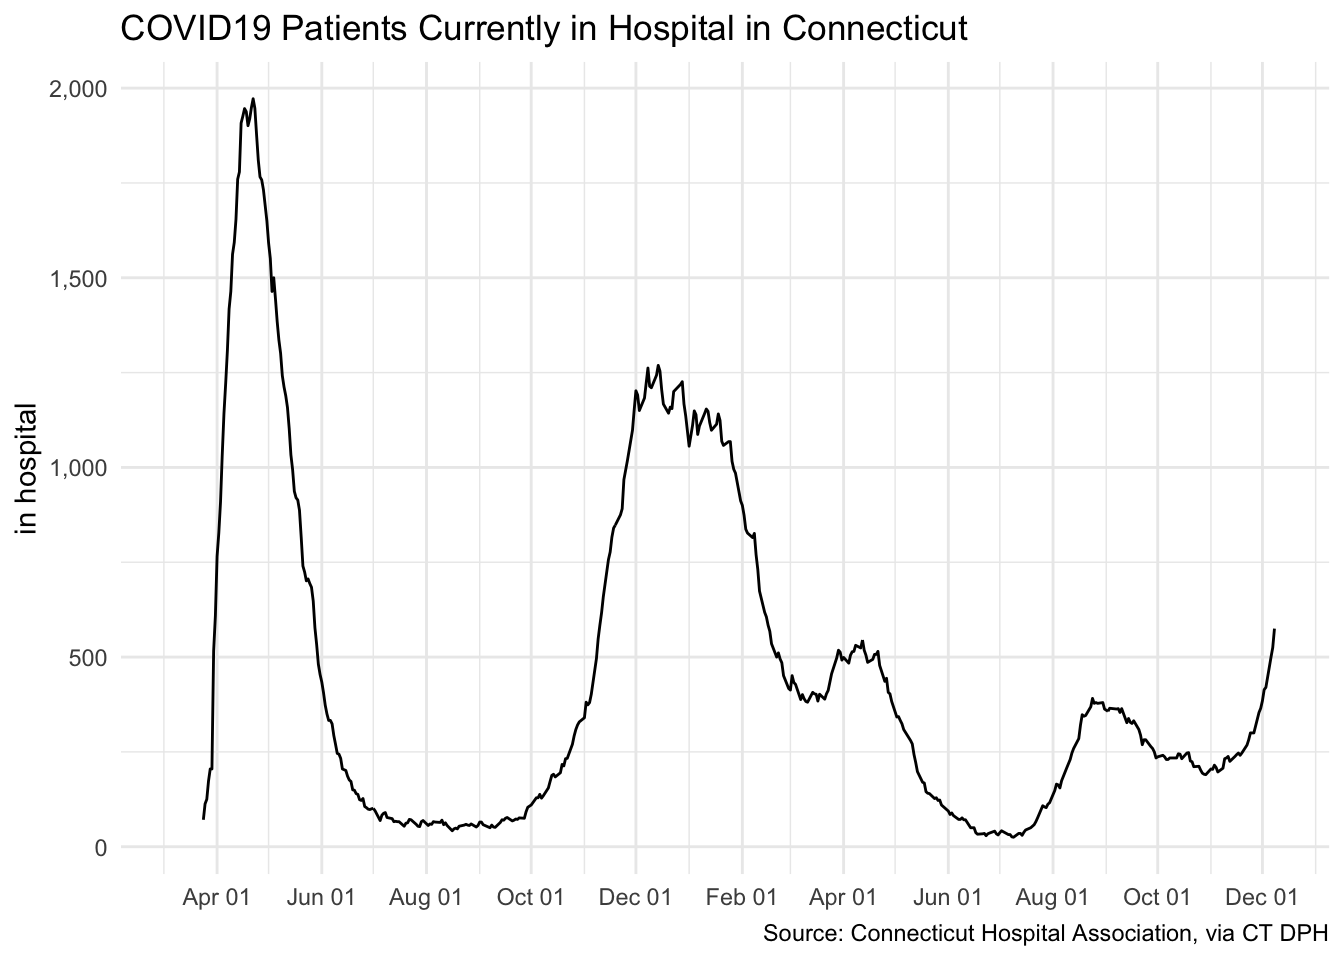 COVID19 Patients Currently in Hospital in Connecticut
2,000
1,500
1,000
500
0
in hospital
Apr 01 Jun 01 Aug 01 Oct 01 Dec 01 Feb 01 Apr 01 Jun 01 Aug 01 Oct 01 Dec 01
Source: Connecticut Hospital Association, via CT DPH